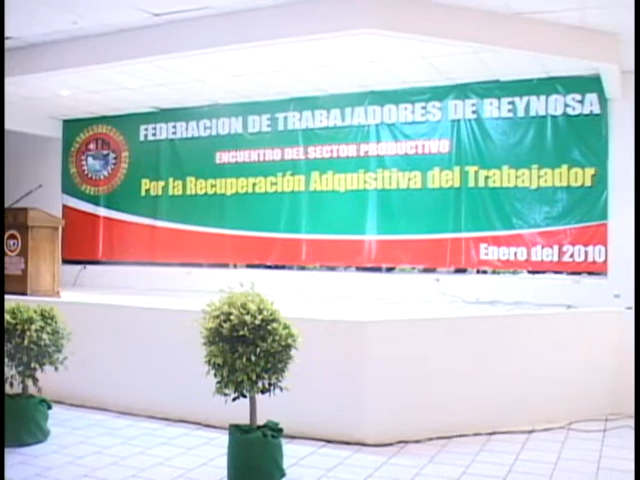 FEDERACION DE TRABAJADORES DE REYNOSA
ENCUENTRO DEL SECTOR PRODUCTIVO
Por la Recuperación Adquisitiva del Trabajador
Enero del 2010